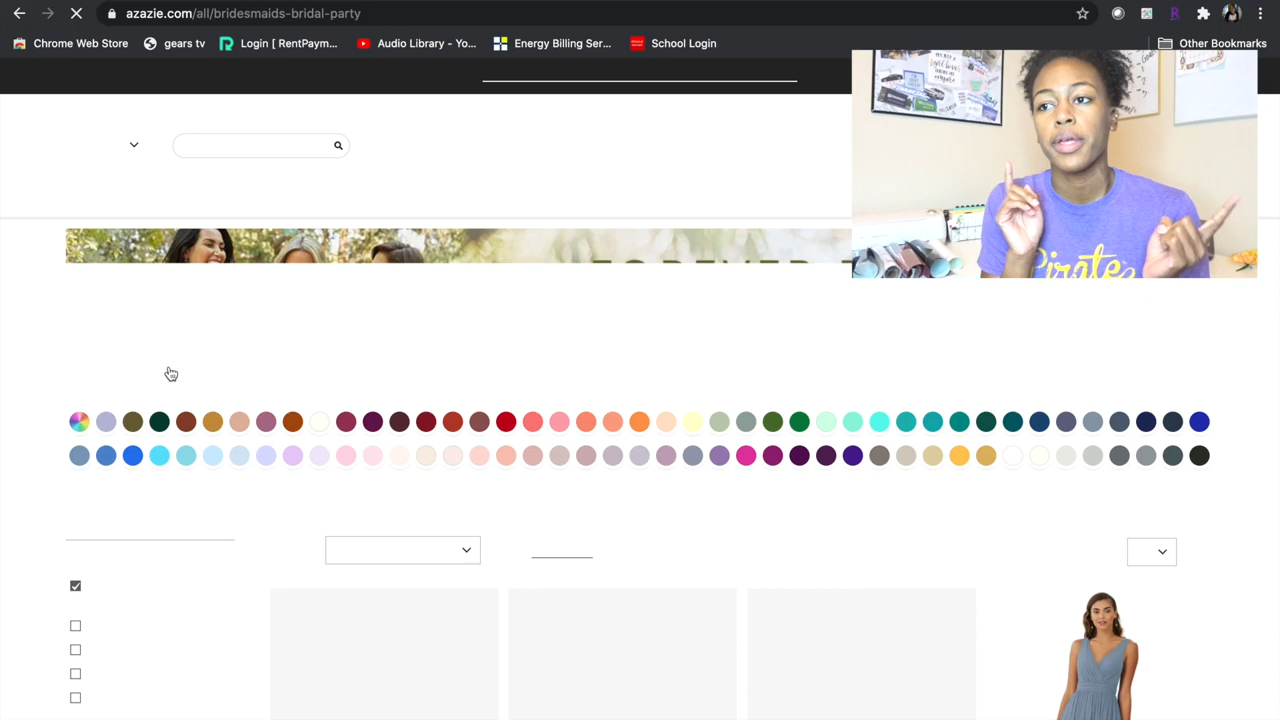 azazie.com/all/bridesmaids-bridal-party
Chrome Web Store
gears tv
Login [ RentPaym...
Audio Library - Yo...
Energy Billing Ser...
School Login
Other Bookmarks
Pirate